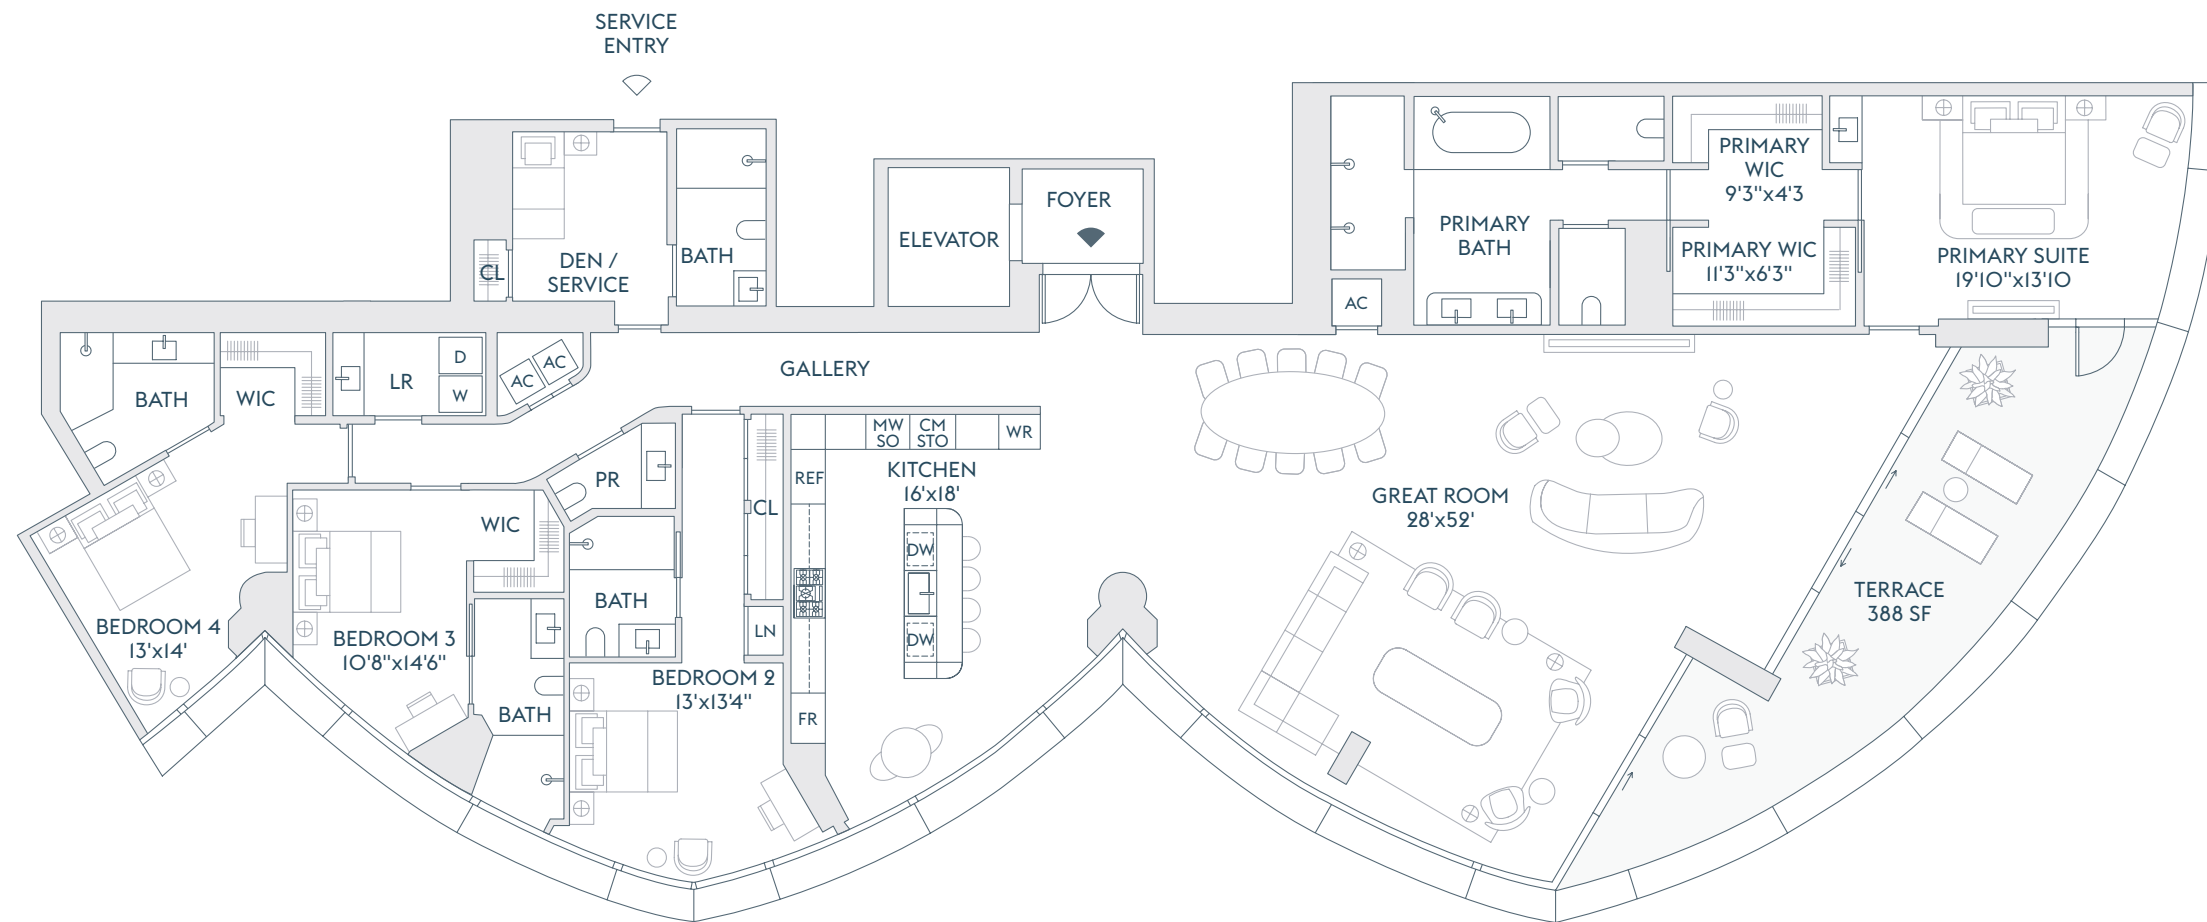 SERVICE
ENTRY
CL
DEN /
SERVICE
BATH
ELEVATOR
FOYER
PRIMARY
BATH
AC
PRIMARY
WIC
9'3"x4'3
PRIMARY WIC
11'3"x6'3"
PRIMARY SUITE
19'10"x13'10
BATH
WIC
LR
D
W
AC
AC
GALLERY
MW
SO
CM
STO
WR
PR
REF
KITCHEN
16'x18'
CL
WIC
GREAT ROOM
28'x52'
DW
DW
TERRACE
388 SF
BEDROOM 4
13'x14'
BEDROOM 3
10'8"x14'6"
BATH
LN
BEDROOM 2
13'x13'4"
BATH
FR